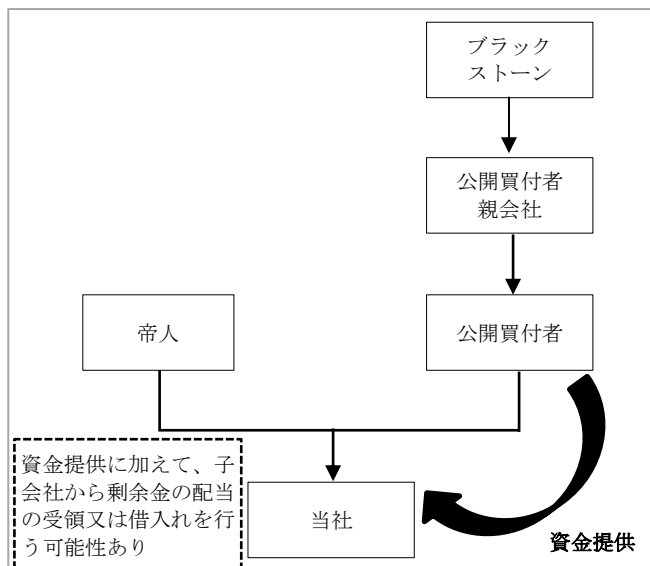 ブラック
ストーン
公開買付者
親会社
帝人
公開買付者
資金提供に加えて、子
会社から剰余金の配当
の受領又は借入れを行
う可能性あり
当社
資金提供